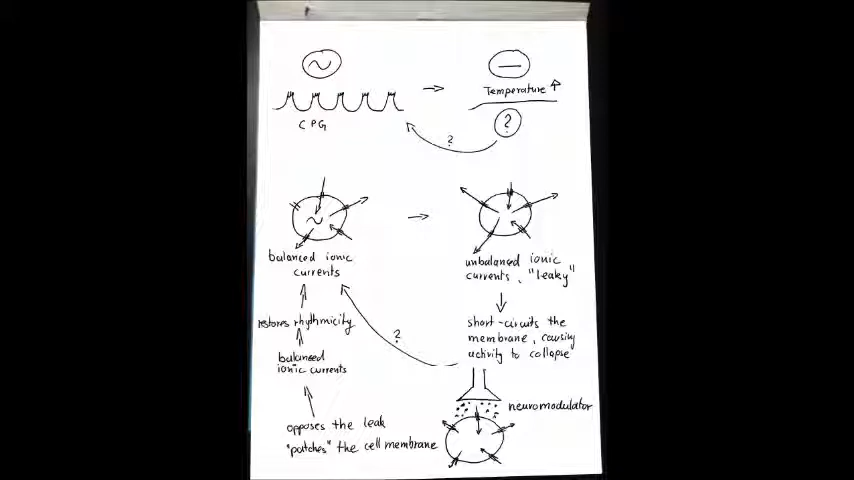 Temperature ↑
?
CPG
?
balanced ionic
currents
unbalanced ionic
currents, "leaky"
restores rhythmicity
?
short-circuits the
membrane, causing
activity to collapse
balanced
ionic currents
neuromodulator
opposes the leak
"patches" the cell membrane